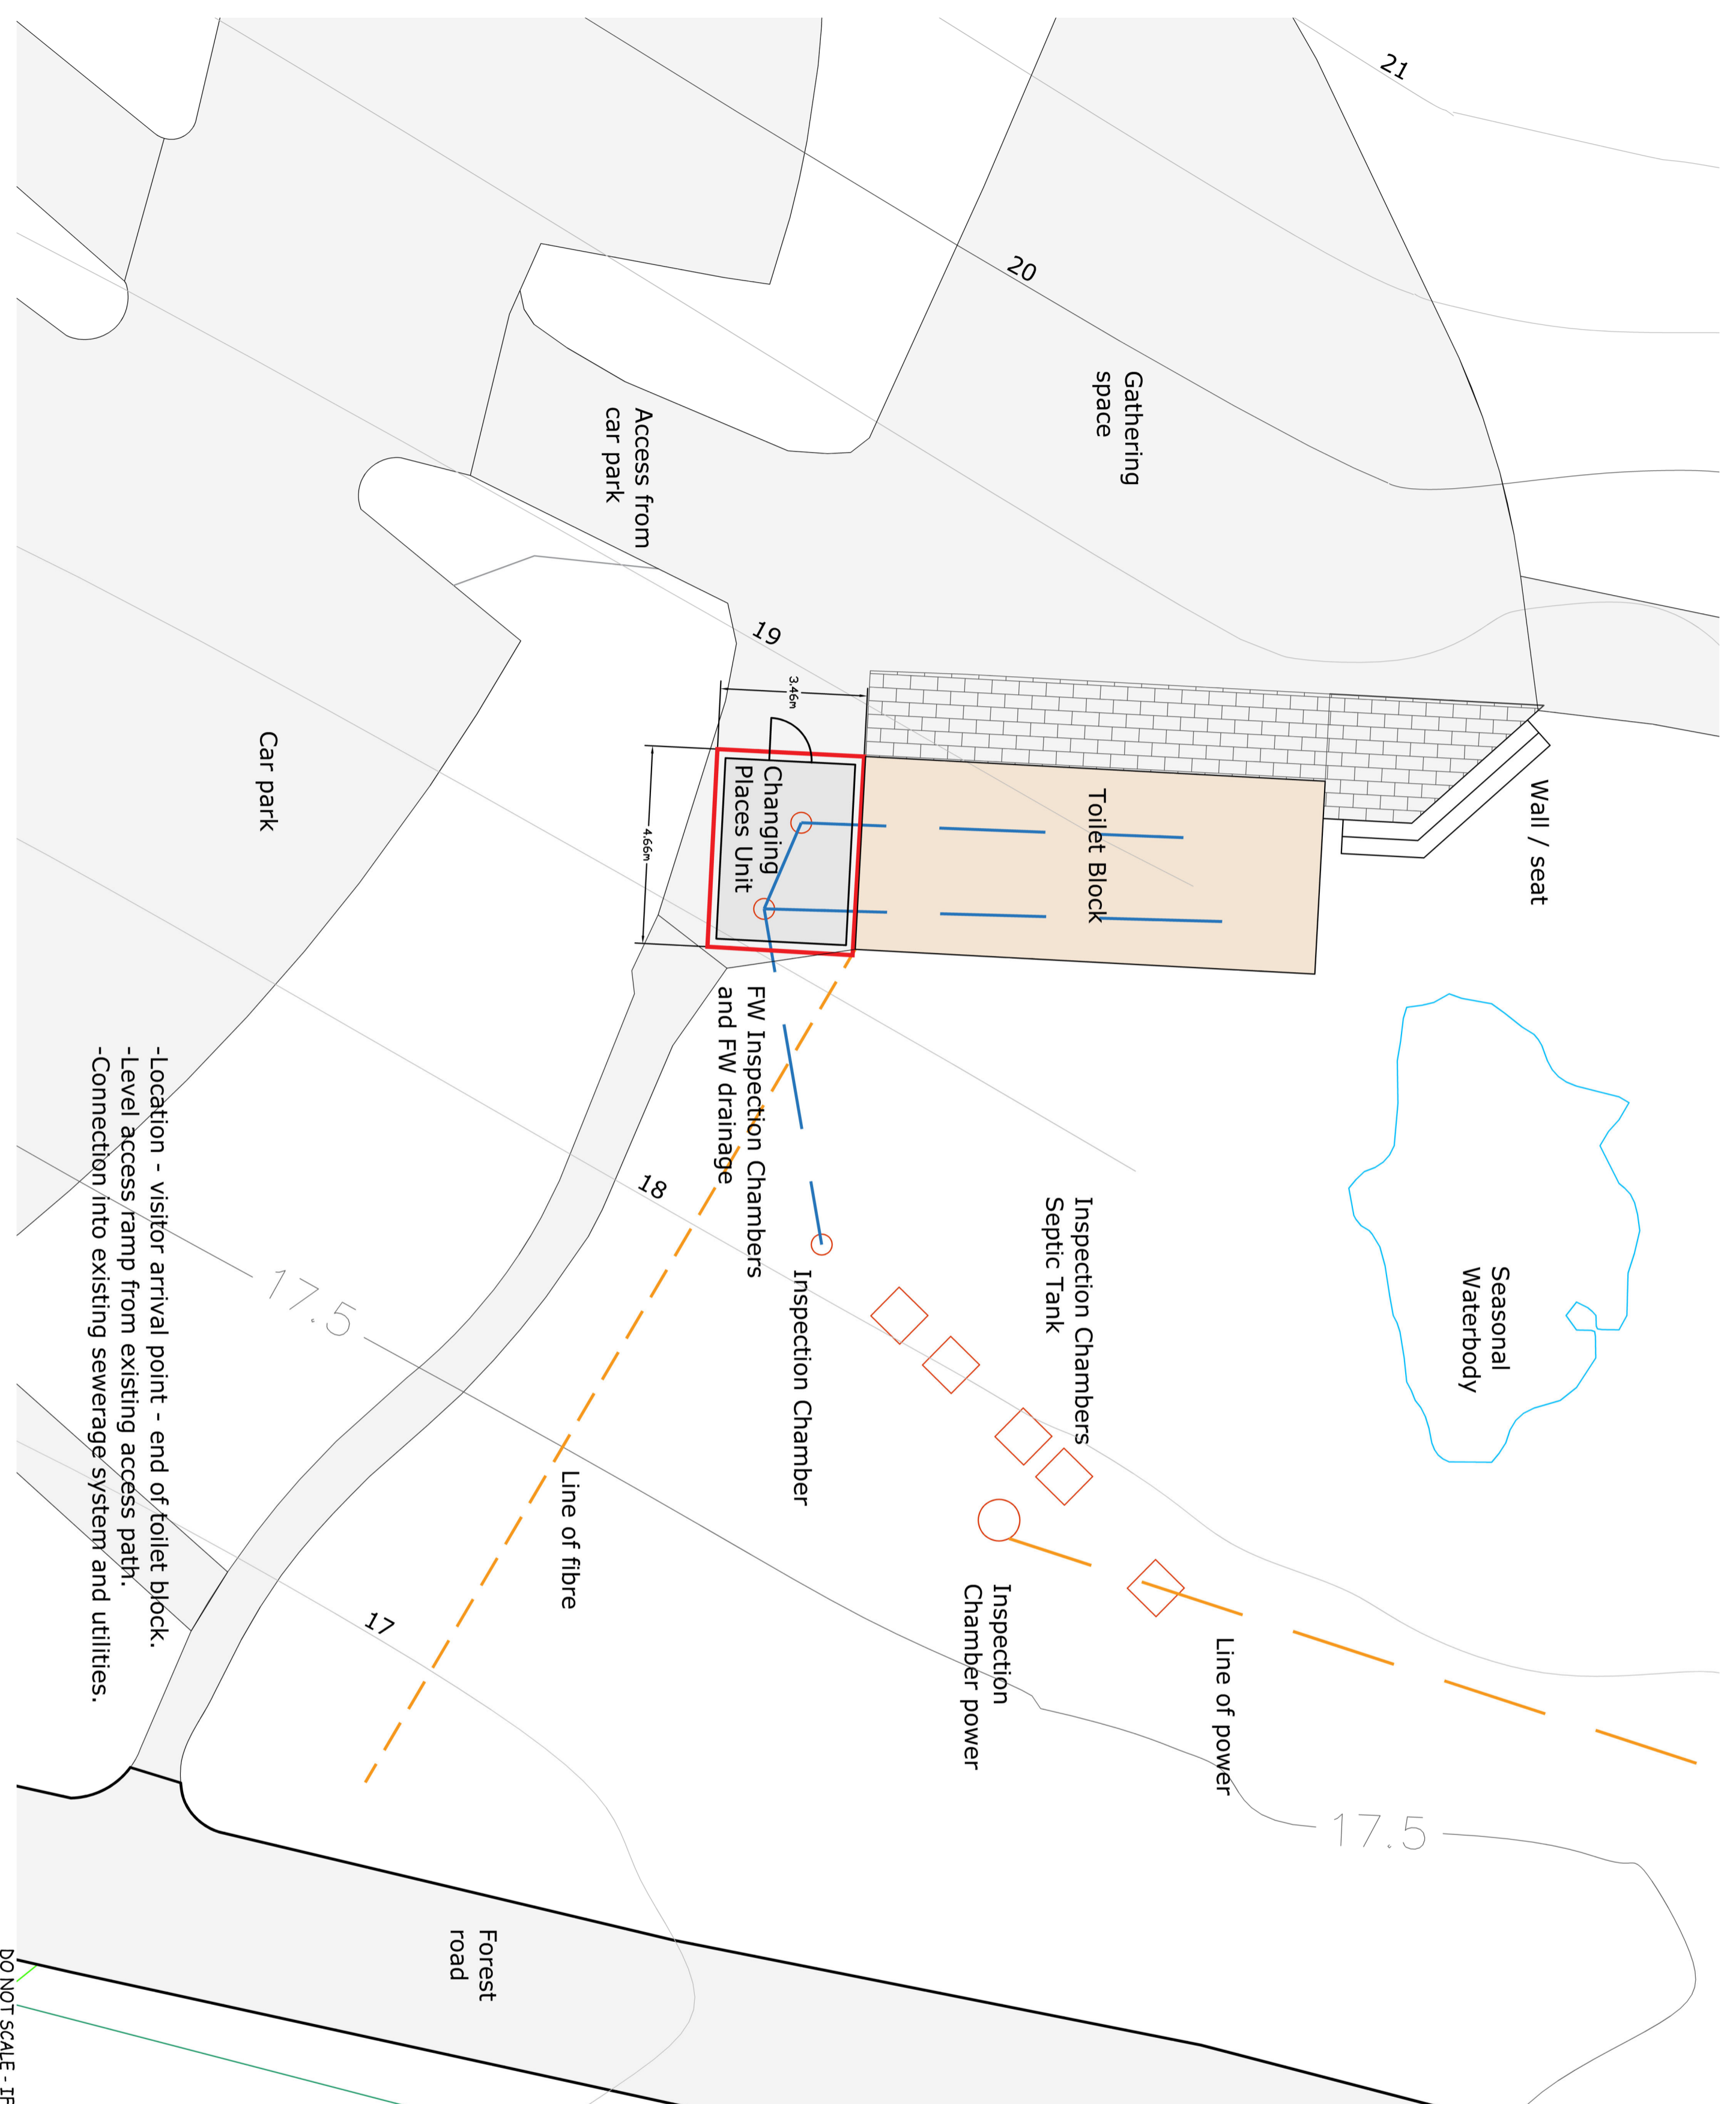 21
20
Gathering
space
Access from
car park
19
3.46m
4.66m
Car park
Changing
Places Unit
Toilet Block
Wall / seat
FW Inspection Chambers
and FW drainage
18
17.5
Inspection Chambers
Septic Tank
Inspection Chamber
Seasonal
Waterbody
Line of fibre
17
Inspection
Chamber power
Line of power
17.5
-Location - visitor arrival point - end of toilet block.
-Level access ramp from existing access path.
-Connection into existing sewerage system and utilities.
Forest
road
DO NOT SCALE - IF